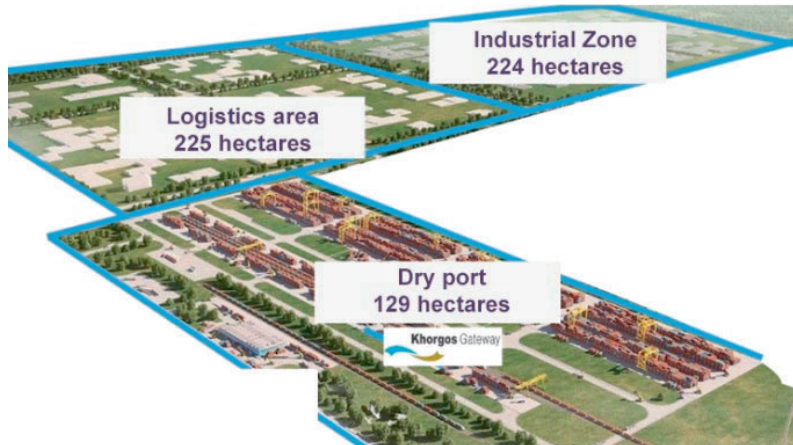 Industrial Zone
224 hectares
Logistics area
225 hectares
Dry port
129 hectares
Khorgos Gateway